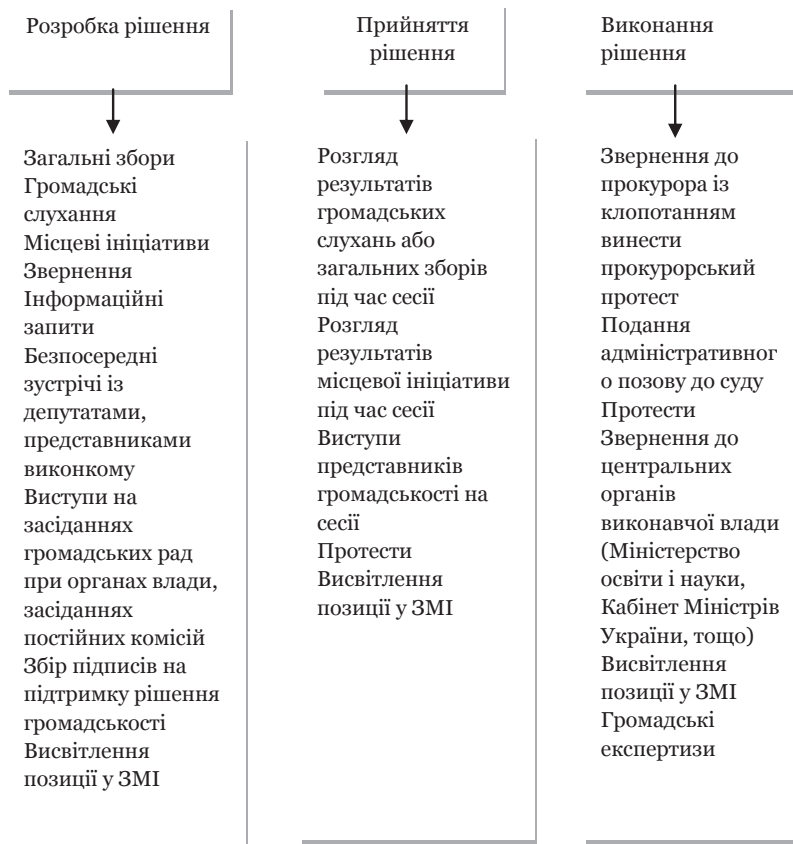 Розробка рішення
Загальні збори
Громадські
слухання
Місцеві ініціативи
Звернення
Інформаційні
запити
Безпосередні
зустрічі із
депутатами,
представниками
виконкому
Виступи на
засіданнях
громадських рад
при органах влади,
засіданнях
постійних комісій
Збір підписів на
підтримку рішення
громадськості
Висвітлення
позиції у ЗМІ
Прийняття
рішення
Розгляд
результатів
громадських
слухань або
загальних зборів
під час сесії
Розгляд
результатів
місцевої ініціативи
під час сесії
Виступи
представників
громадськості на
сесії
Протести
Висвітлення
позиції у ЗМІ
Виконання
рішення
Звернення до
прокурора із
клопотанням
винести
прокурорський
протест
Подання
адміністративног
о позову до суду
Протести
Звернення до
центральних
органів
виконавчої влади
(Міністерство
освіти і науки,
Кабінет Міністрів
України, тощо)
Висвітлення
позиції у ЗМІ
Громадські
експертизи